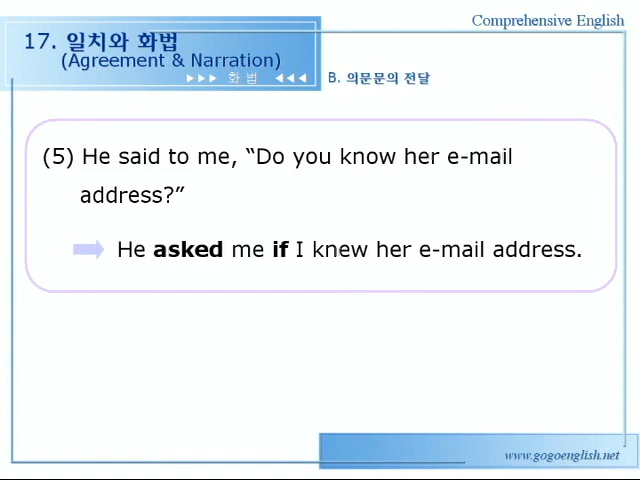 Comprehensive English
17. 일치와 화법
(Agreement & Narration)
▶▶▶ 화 법 ◀◀◀
B. 의문문의 전달
(5) He said to me, “Do you know her e-mail
address?”
He asked me if I knew her e-mail address.
www.gogoenglish.net